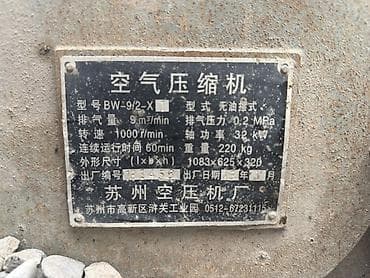 空气压缩机
型号 BW-9/2-X 型式 无油摆式
排气量 9m³/min 排气压力 0.2 MPa
转速 1000 r/min 轴功率 32 kW
连续运行时间 60min 重量 220 kg
外形尺寸 (l×b×h) 1083×625×320
出厂编号 出厂日期 年 月
苏州空压机厂
苏州市高新区浒关工业园 0512-67231115